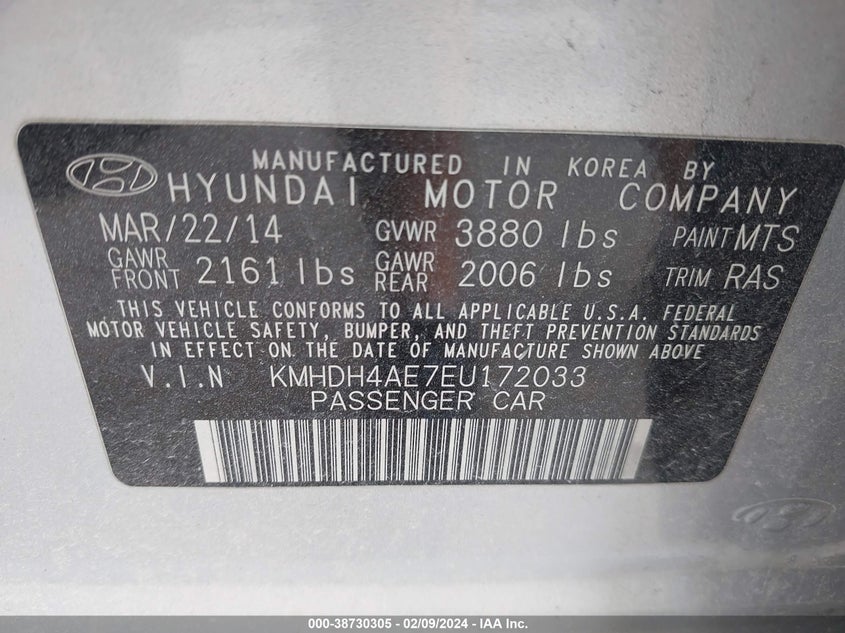 MANUFACTURED IN KOREA BY
HYUNDAI MOTOR COMPANY
MAR/22/14 GVWR 3880 lbs PAINT MTS
GAWR FRONT 2161 lbs GAWR REAR 2006 lbs TRIM RAS
THIS VEHICLE CONFORMS TO ALL APPLICABLE U.S.A. FEDERAL
MOTOR VEHICLE SAFETY, BUMPER, AND THEFT PREVENTION STANDARDS
IN EFFECT ON THE DATE OF MANUFACTURE SHOWN ABOVE
V.I.N KMHDH4AE7EU172033
PASSENGER CAR
000-38730305 - 02/09/2024 - IAA Inc.